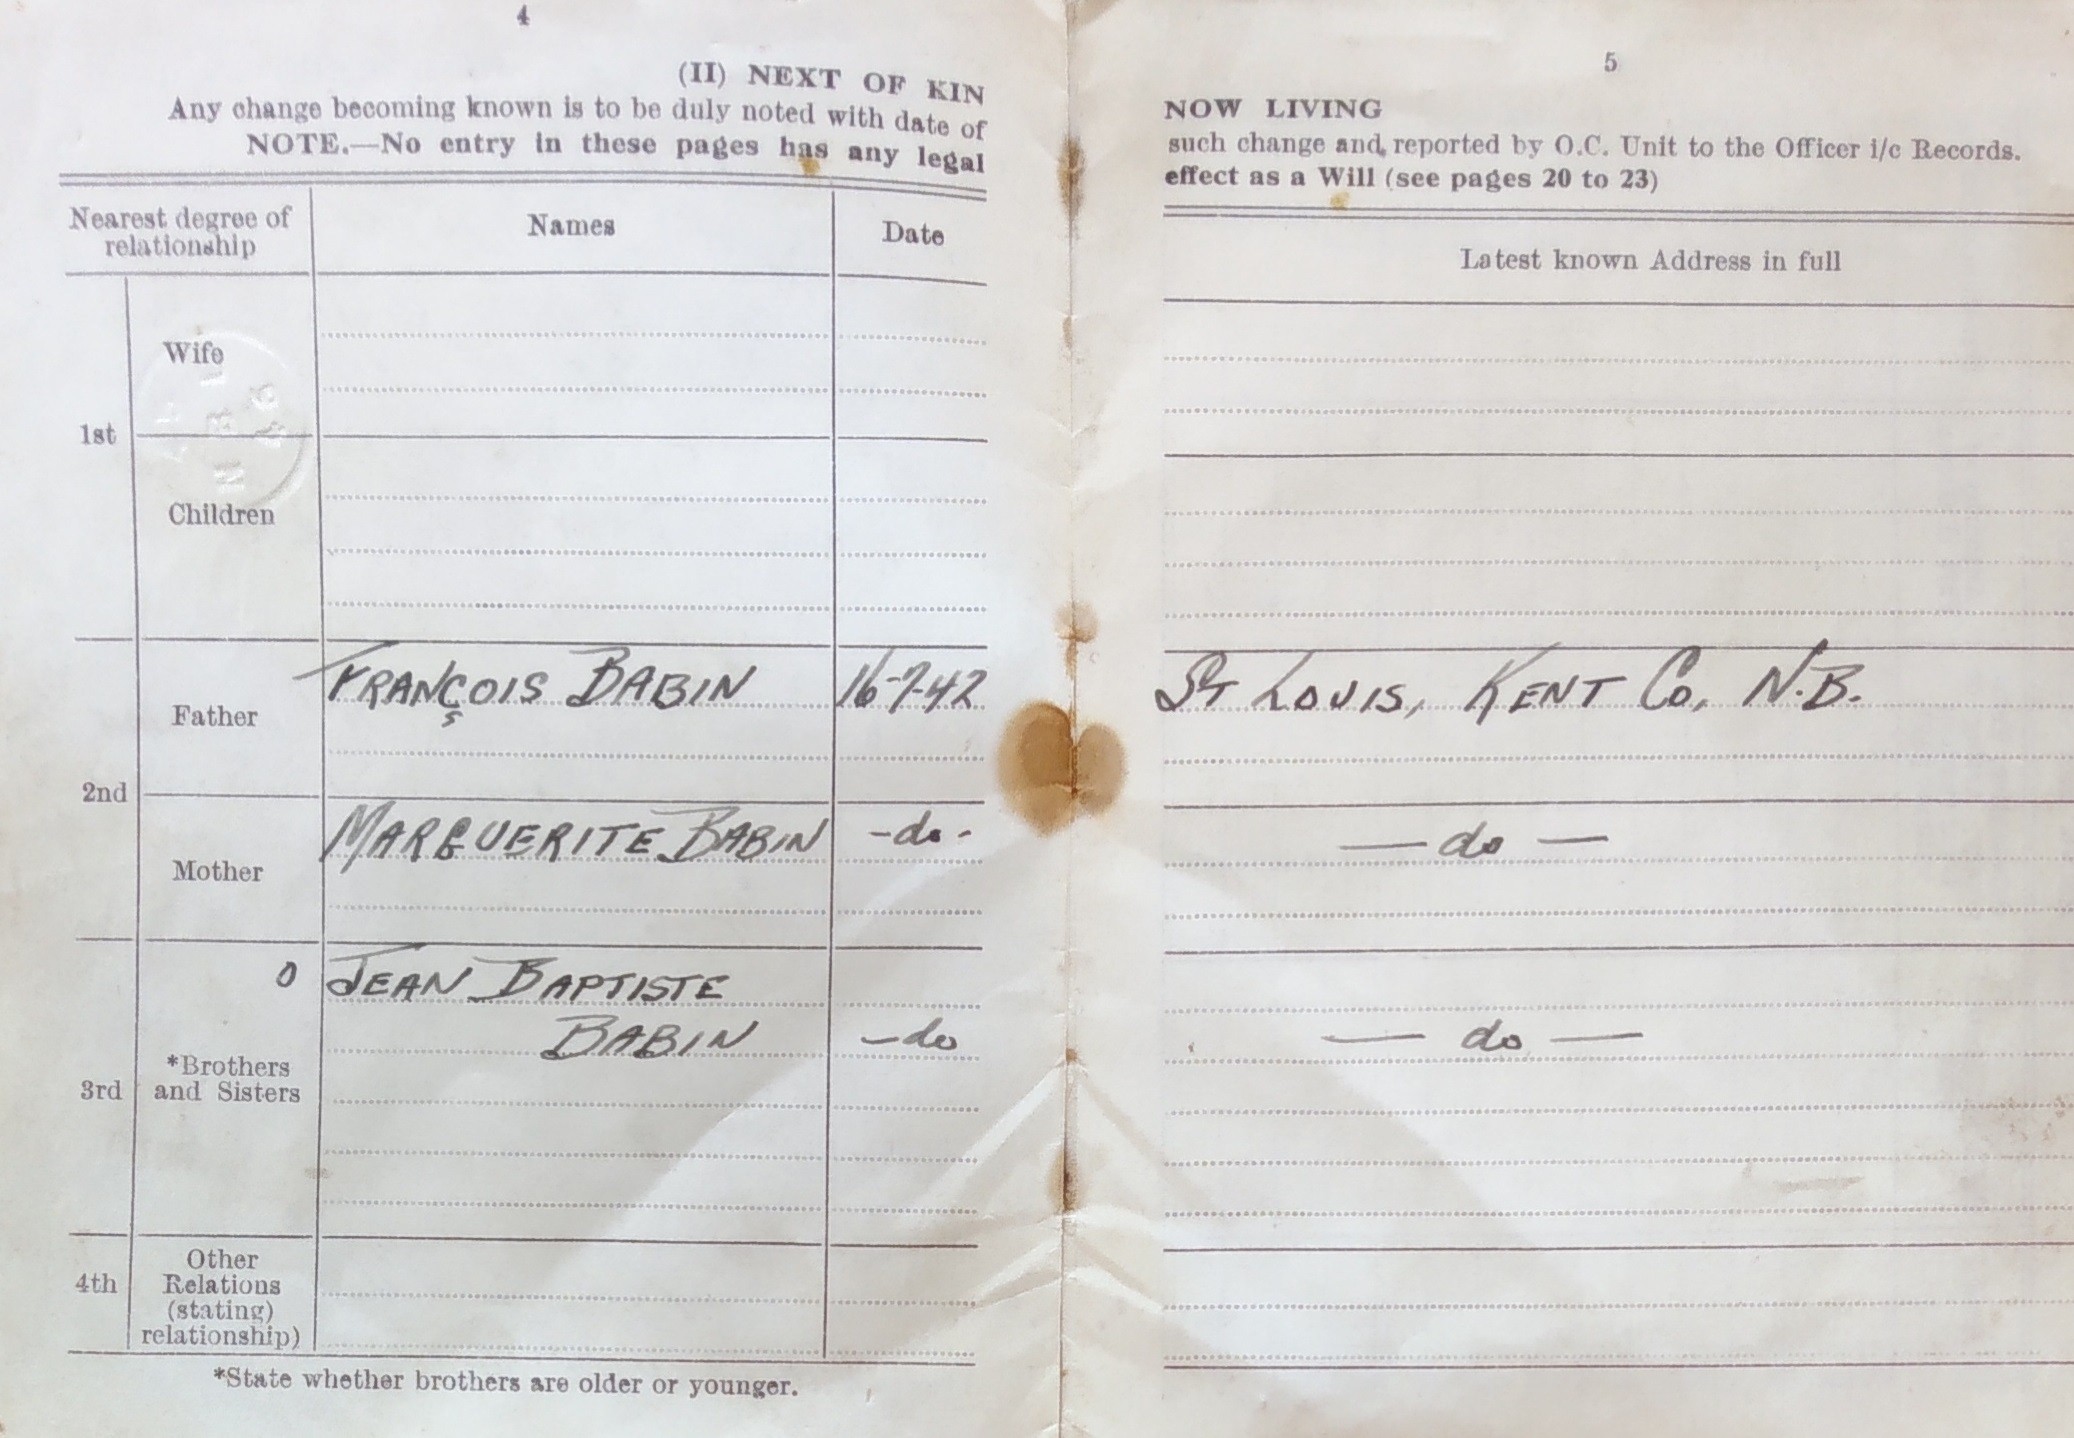 4
(II) NEXT OF KIN
Any change becoming known is to be duly noted with date of
NOTE.—No entry in these pages has any legal
Nearest degree of
relationship
Names
Date
1st
Wife
Children
2nd
Father
FRANÇOIS BABIN 16-7-42
Mother
MARGUERITE BABIN -do-
3rd
O JEAN BAPTISTE
BABIN -do
*Brothers
and Sisters
4th
Other
Relations
(stating)
relationship)
*State whether brothers are older or younger.
5
NOW LIVING
such change and reported by O.C. Unit to the Officer i/c Records.
effect as a Will (see pages 20 to 23)
Latest known Address in full
ST LOUIS, KENT CO, N.B.
— do —
— do —